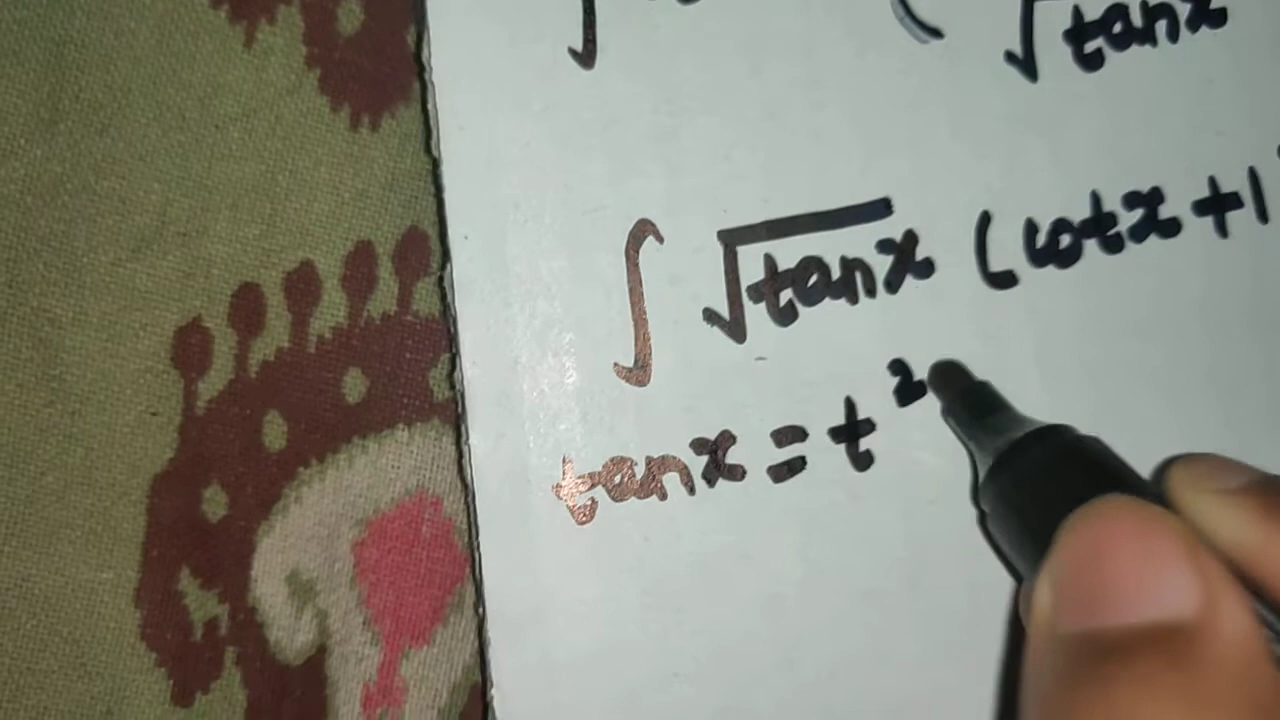 ∫ ( √tanx
∫ √tanx (cotx+1
tanx = t²